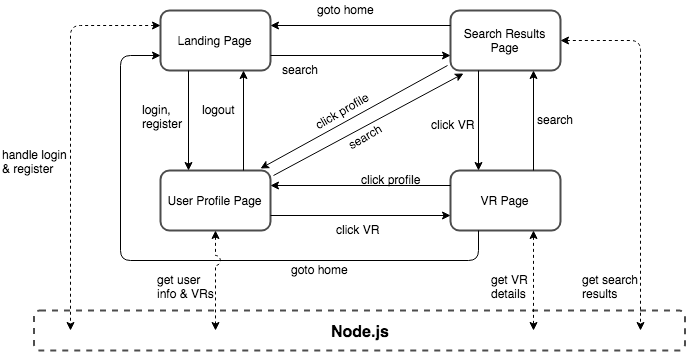 goto home
Landing Page
Search Results
Page
search
click profile
search
login,
register
logout
click VR
search
handle login
& register
User Profile Page
click profile
VR Page
click VR
goto home
get user
info & VRs
get VR
details
get search
results
Node.js